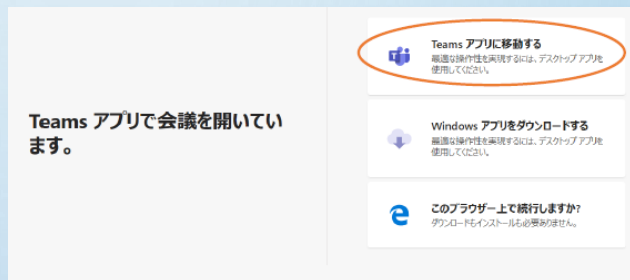 Teams アプリで会議を開いてい
ます。
Teams アプリに移動する
最適な操作性を実現するには、デスクトップ アプリを
使用してください。
Windows アプリをダウンロードする
最適な操作性を実現するには、デスクトップ アプリを
使用してください。
このブラウザー上で続行しますか?
ダウンロードもインストールも必要ありません。